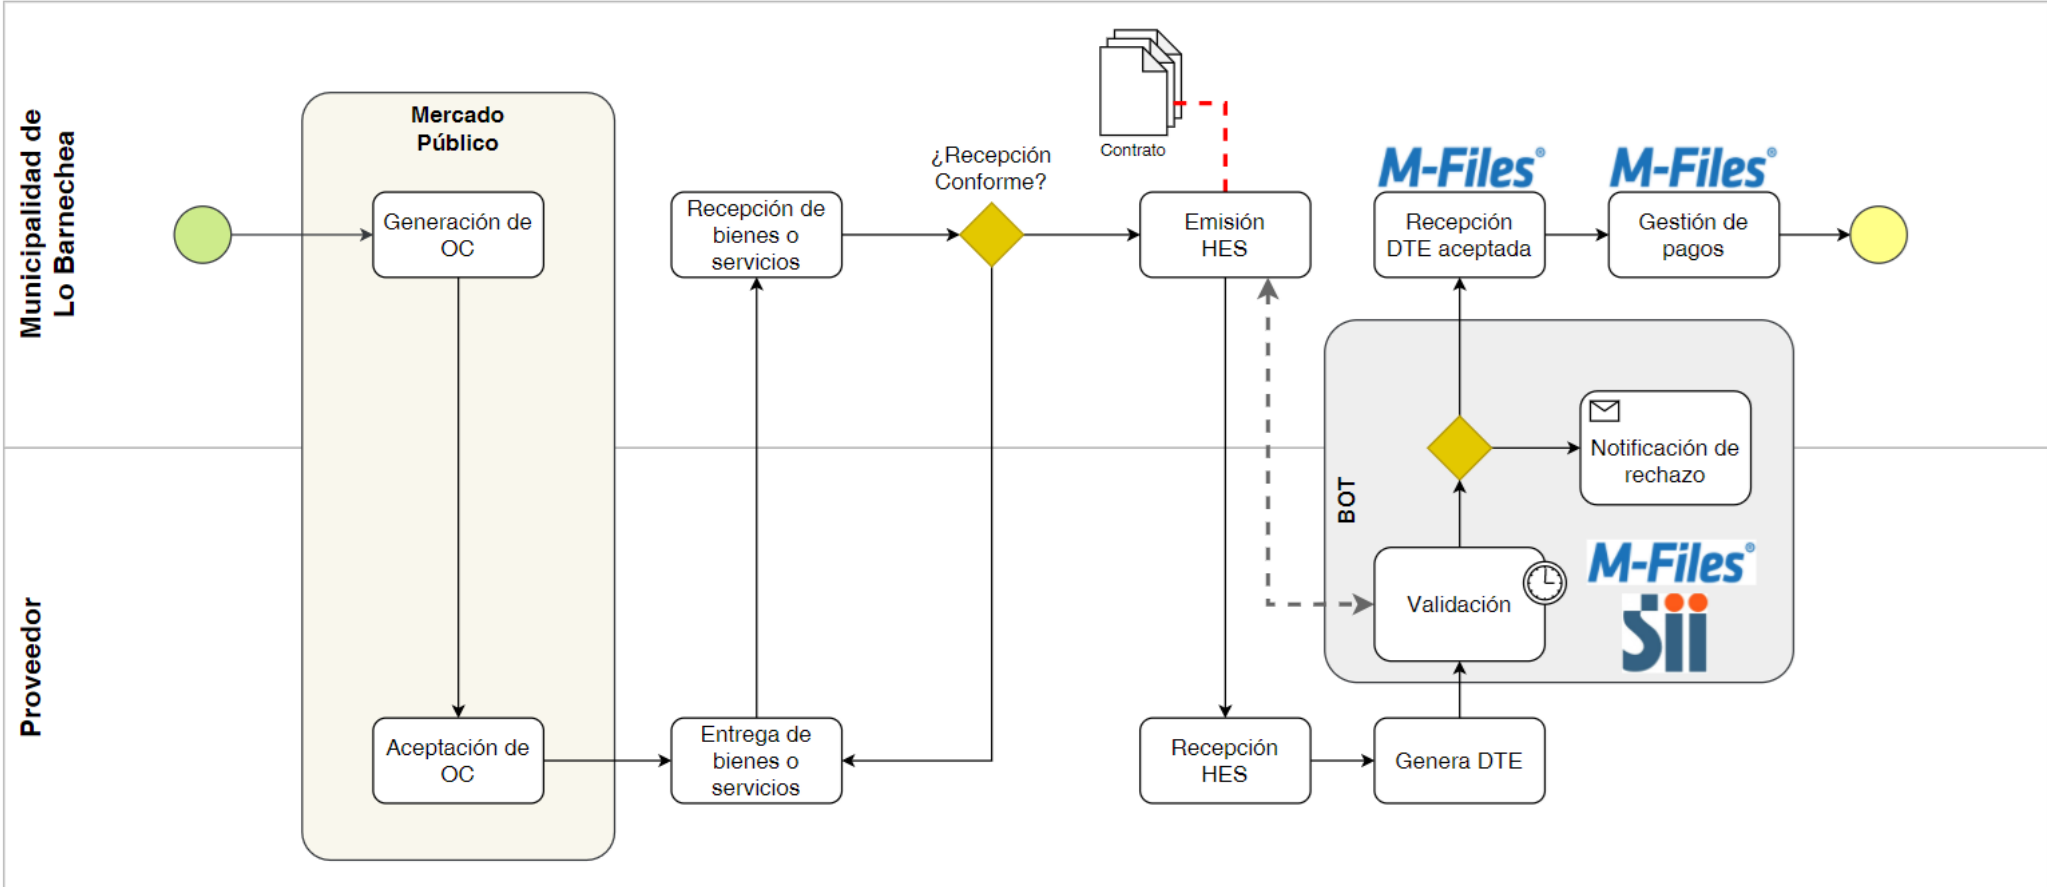 Municipalidad de
Lo Barnechea
Mercado
Público
Generación de
OC
Recepción de
bienes o
servicios
¿Recepción
Conforme?
Contrato
Emisión
HES
M-Files®
Recepción
DTE aceptada
M-Files®
Gestión de
pagos
BOT
Notificación de
rechazo
Validación
M-Files®
Sii
Proveedor
Aceptación de
OC
Entrega de
bienes o
servicios
Recepción
HES
Genera DTE